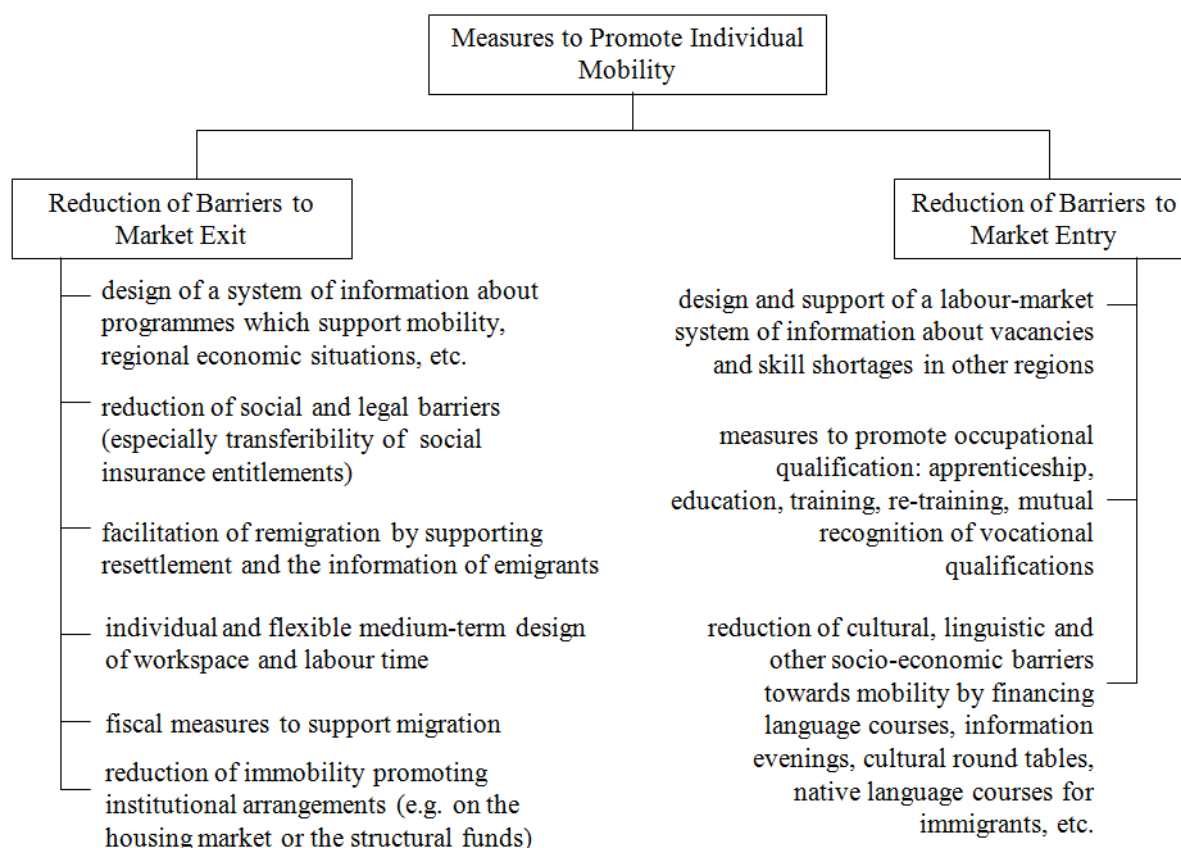 Measures to Promote Individual
Mobility
Reduction of Barriers to
Market Exit
design of a system of information about
programmes which support mobility,
regional economic situations, etc.
reduction of social and legal barriers
(especially transferibility of social
insurance entitlements)
facilitation of remigration by supporting
resettlement and the information of emigrants
individual and flexible medium-term design
of workspace and labour time
fiscal measures to support migration
reduction of immobility promoting
institutional arrangements (e.g. on the
housing market or the structural funds)
Reduction of Barriers to
Market Entry
design and support of a labour-market
system of information about vacancies
and skill shortages in other regions
measures to promote occupational
qualification: apprenticeship,
education, training, re-training, mutual
recognition of vocational
qualifications
reduction of cultural, linguistic and
other socio-economic barriers
towards mobility by financing
language courses, information
evenings, cultural round tables,
native language courses for
immigrants, etc.